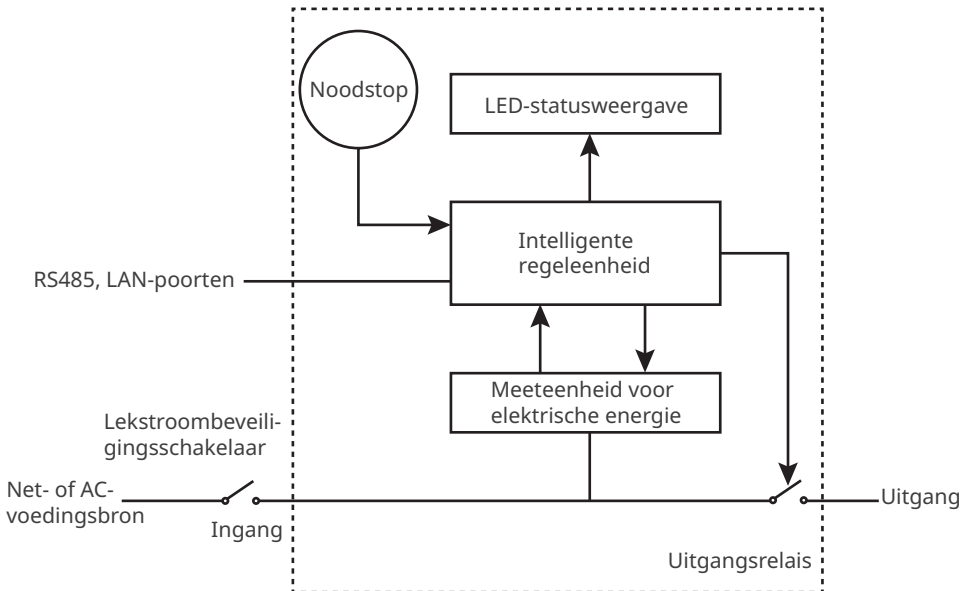 Noodstop
LED-statusweergave
Intelligente
regeleenheid
RS485, LAN-poorten
Meeteenheid voor
elektrische energie
Lekstroombeveili-
gingsschakelaar
Net- of AC-
voedingsbron
Ingang
Uitgang
Uitgangsrelais